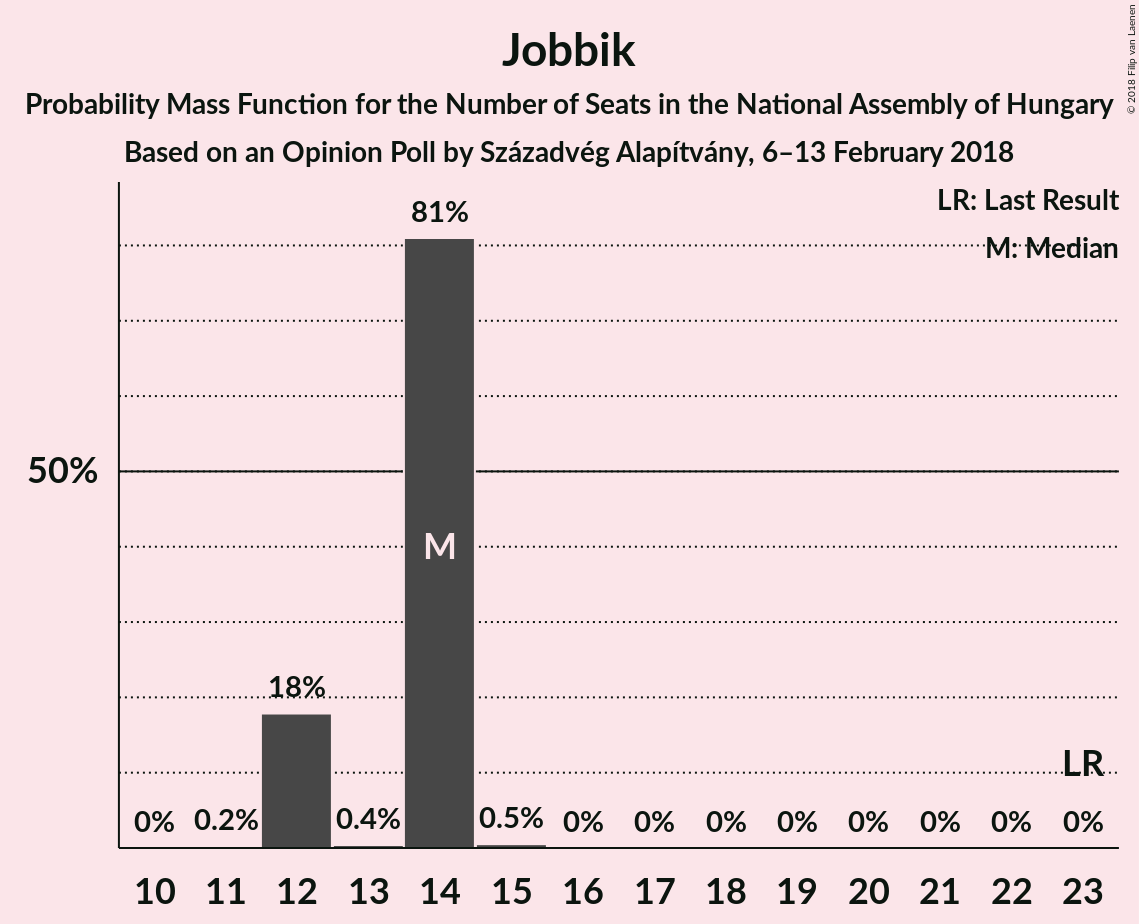 Jobbik
Probability Mass Function for the Number of Seats in the National Assembly of Hungary
Based on an Opinion Poll by Századvég Alapítvány, 6–13 February 2018
© 2018 Filip van Laenen
LR: Last Result
M: Median
81%
50%
M
18%
LR
0% 0.2% 0.4% 0.5% 0% 0% 0% 0% 0% 0% 0% 0%
10 11 12 13 14 15 16 17 18 19 20 21 22 23